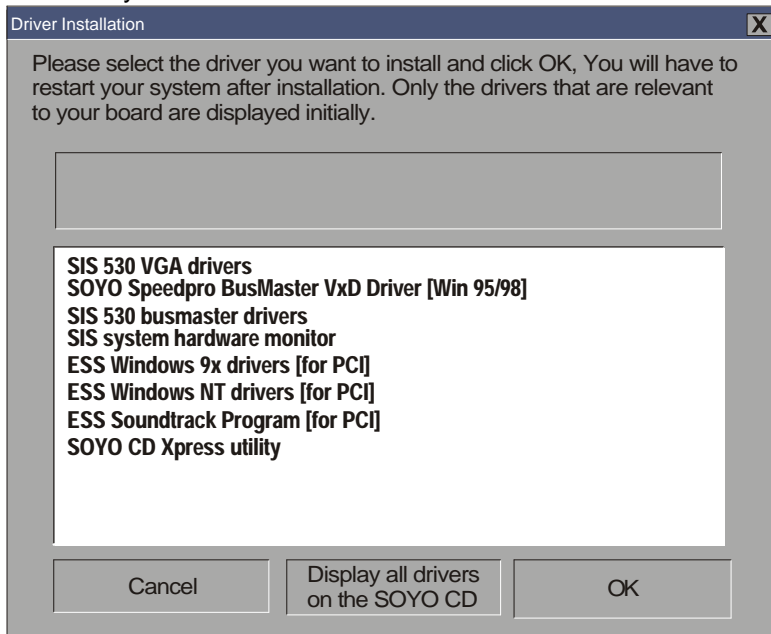 Driver Installation
X
Please select the driver you want to install and click OK, You will have to
restart your system after installation. Only the drivers that are relevant
to your board are displayed initially.
SIS 530 VGA drivers
SOYO Speedpro BusMaster VxD Driver [Win 95/98]
SIS 530 busmaster drivers
SIS system hardware monitor
ESS Windows 9x drivers [for PCI]
ESS Windows NT drivers [for PCI]
ESS Soundtrack Program [for PCI]
SOYO CD Xpress utility
Cancel
Display all drivers
on the SOYO CD
OK